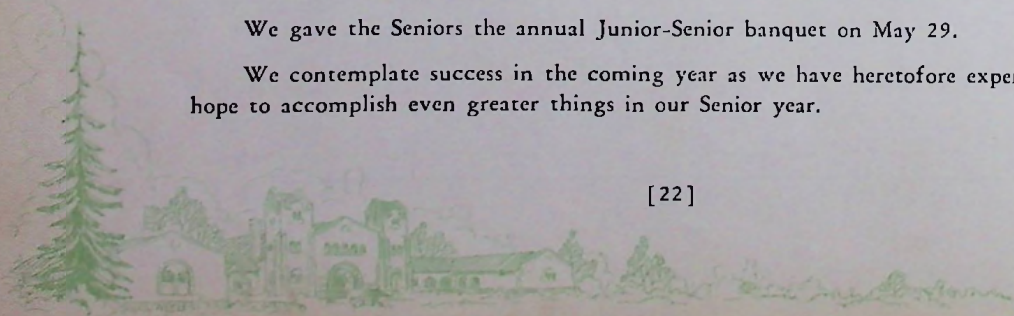 We gave the Seniors the annual Junior-Senior banquet on May 29.
We contemplate success in the coming year as we have heretofore
hope to accomplish even greater things in our Senior year.
[22]